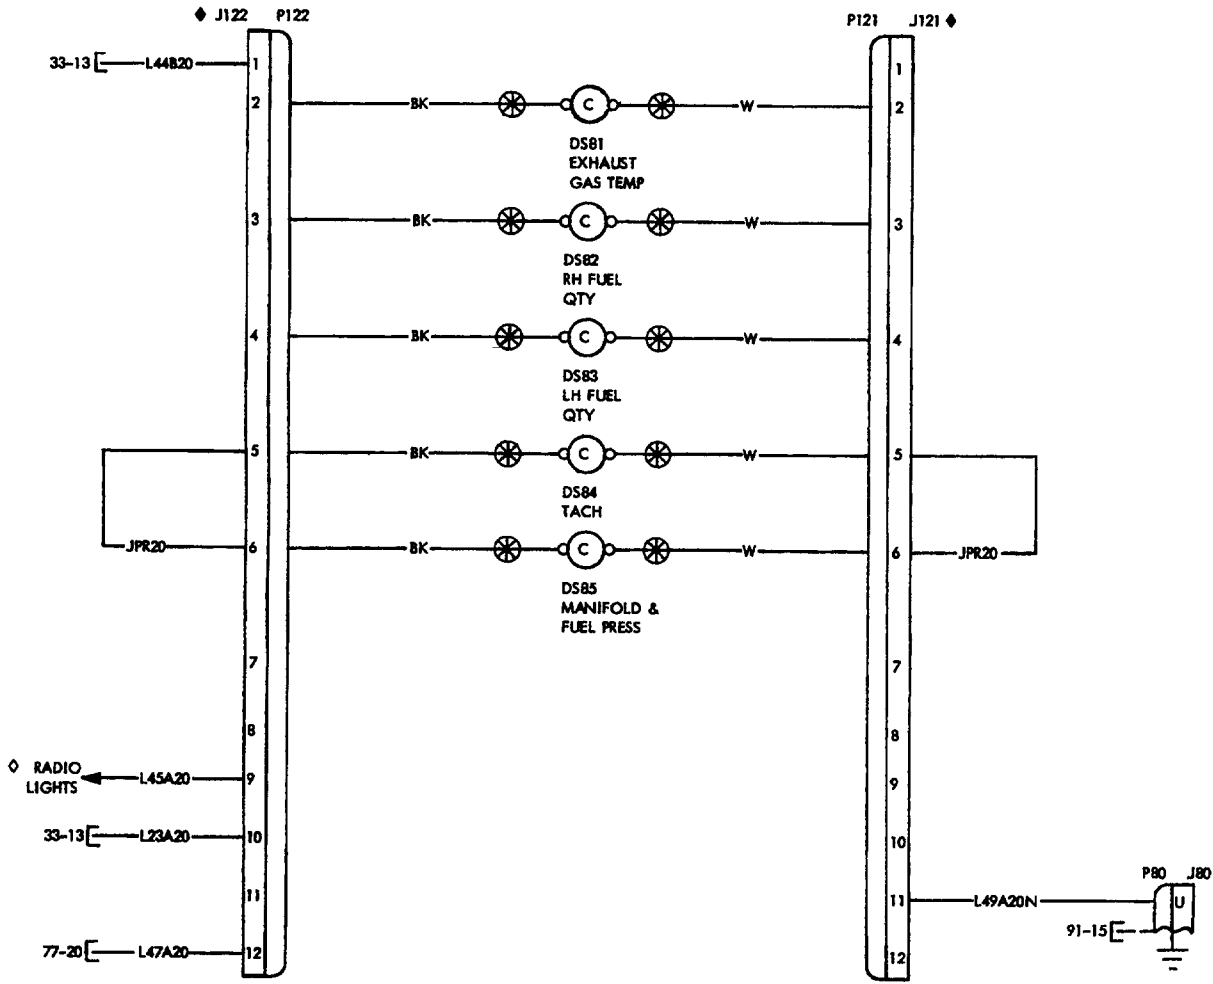 ◆ J122 P122
P121 J121 ◆
33-13 L44B20 1
1
2 BK C W 2
DS81
EXHAUST
GAS TEMP
3 BK C W 3
DS82
RH FUEL
QTY
4 BK C W 4
DS83
LH FUEL
QTY
5 BK C W 5
DS84
TACH
JPR20 6 BK C W 6 JPR20
DS85
MANIFOLD &
FUEL PRESS
7
7
8
8
◇ RADIO
LIGHTS
L45A20 9
9
33-13 L23A20 10
10
11
11 L49A20N
P80 J80
U
91-15
77-20 L47A20 12
12